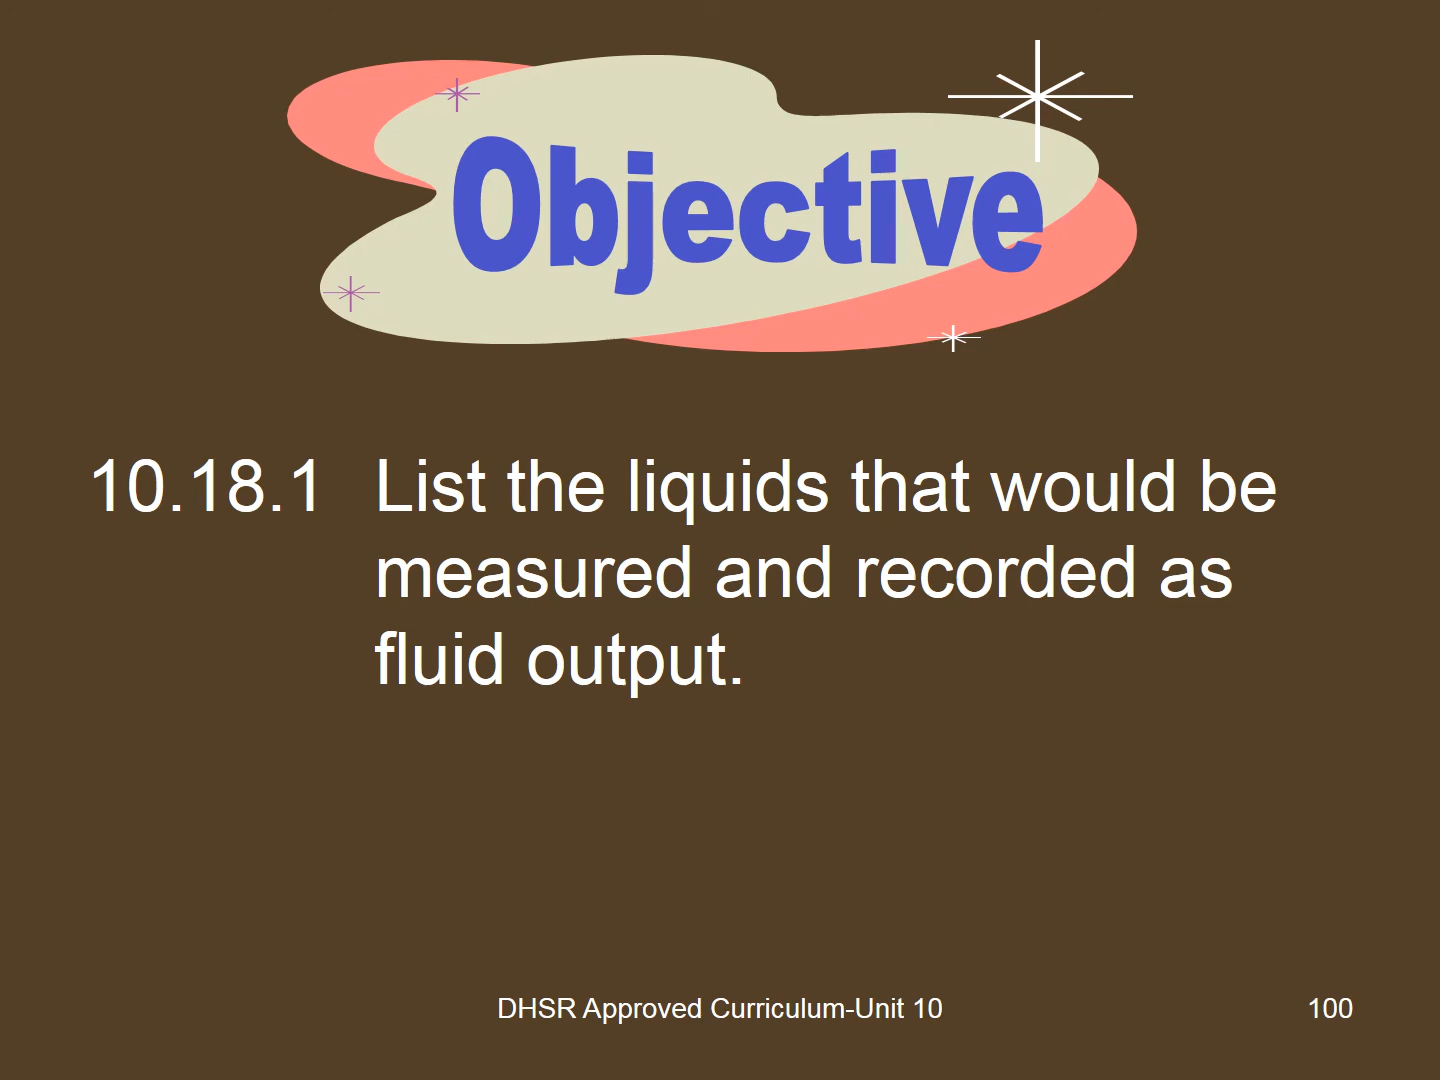 Objective
10.18.1 List the liquids that would be
measured and recorded as
fluid output.
DHSR Approved Curriculum-Unit 10
100